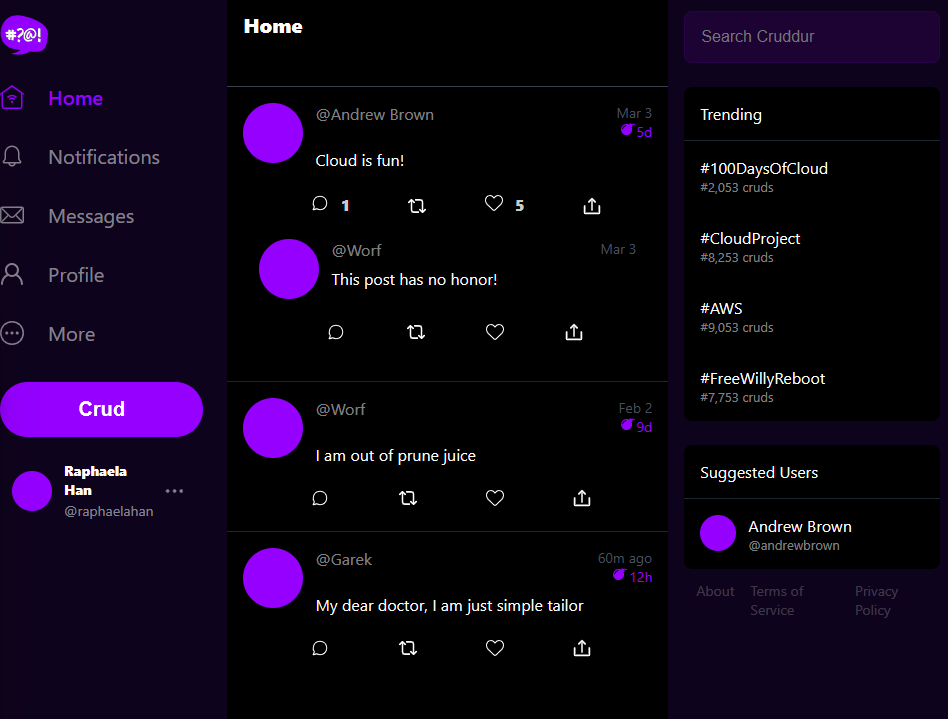 #?@!
Home
Notifications
Messages
Profile
More
Crud
Raphaela
Han
@raphaelahan
Home
@Andrew Brown
Mar 3
5d
Cloud is fun!
1
5
@Worf
Mar 3
This post has no honor!
@Worf
Feb 2
9d
I am out of prune juice
@Garek
60m ago
12h
My dear doctor, I am just simple tailor
Search Cruddur
Trending
#100DaysOfCloud
#2,053 cruds
#CloudProject
#8,253 cruds
#AWS
#9,053 cruds
#FreeWillyReboot
#7,753 cruds
Suggested Users
Andrew Brown
@andrewbrown
About
Terms of
Service
Privacy
Policy